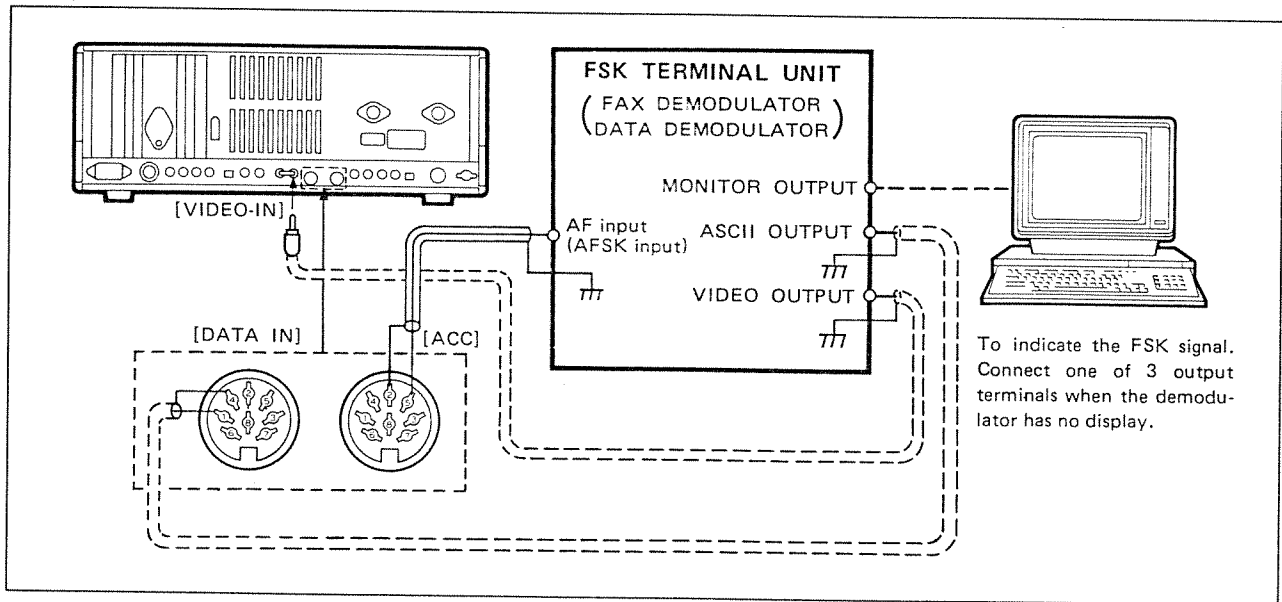 FSK TERMINAL UNIT
(FAX DEMODULATOR
DATA DEMODULATOR)
MONITOR OUTPUT
[VIDEO-IN]
AF input
(AFSK input)
ASCII OUTPUT
VIDEO OUTPUT
[DATA IN]
[ACC]
To indicate the FSK signal.
Connect one of 3 output
terminals when the demodu-
lator has no display.